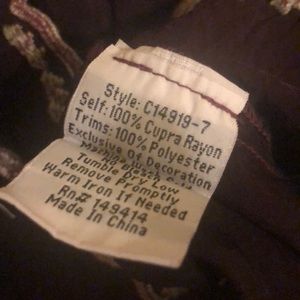 Style: C14919-7
Self:100% Cupra Rayon
Trims:100% Polyester
Exclusive Of Decoration
Tumble Dry Low
Remove Promptly
Warm Iron If Needed
Rn# 149414
Made In China